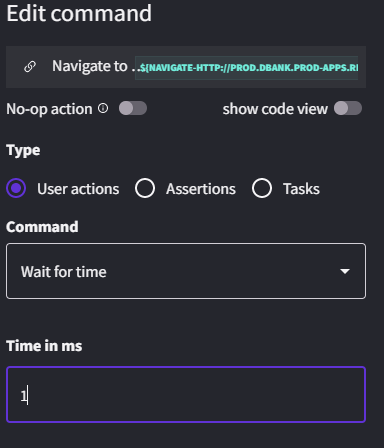 Edit command
Navigate to ... ${NAVIGATE-HTTP://PROD.DBANK.PROD-APPS.RE
No-op action
show code view
Type
User actions
Assertions
Tasks
Command
Wait for time
Time in ms
1